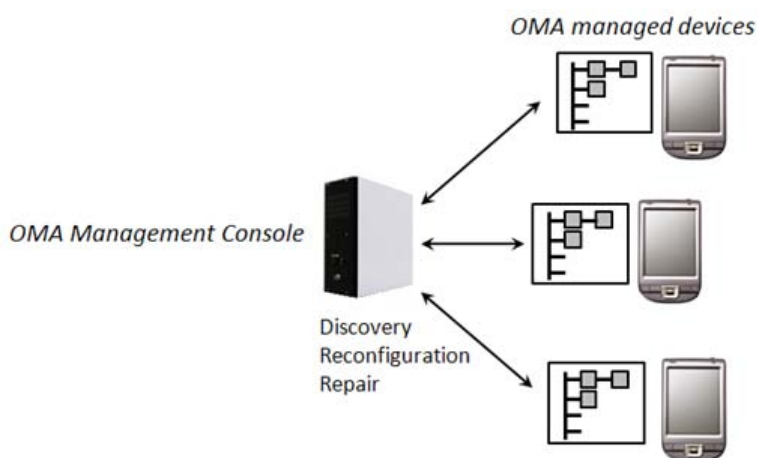 OMA managed devices
OMA Management Console
Discovery
Reconfiguration
Repair